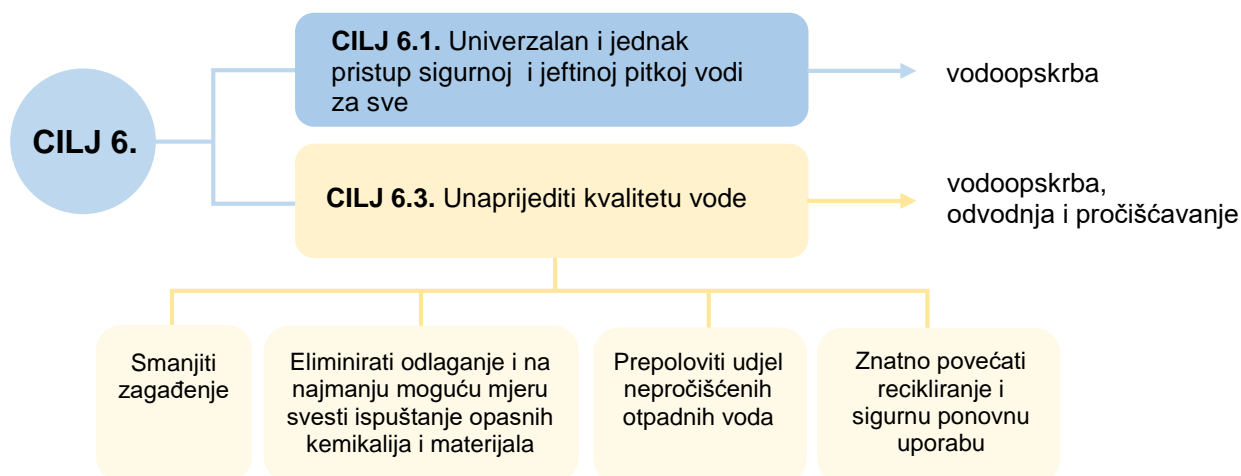 CILJ 6.
CILJ 6.1. Univerzalan i jednak
pristup sigurnoj i jeftinoj pitkoj vodi
za sve
vodoopskrba
CILJ 6.3. Unaprijediti kvalitetu vode
vodoopskrba,
odvodnja i pročišćavanje
Smanjiti
zagađenje
Eliminirati odlaganje i na
najmanju moguću mjeru
svesti ispuštanje opasnih
kemikalija i materijala
Prepoloviti udjel
nepročišćenih
otpadnih voda
Znatno povećati
recikliranje i
sigurnu ponovnu
uporabu